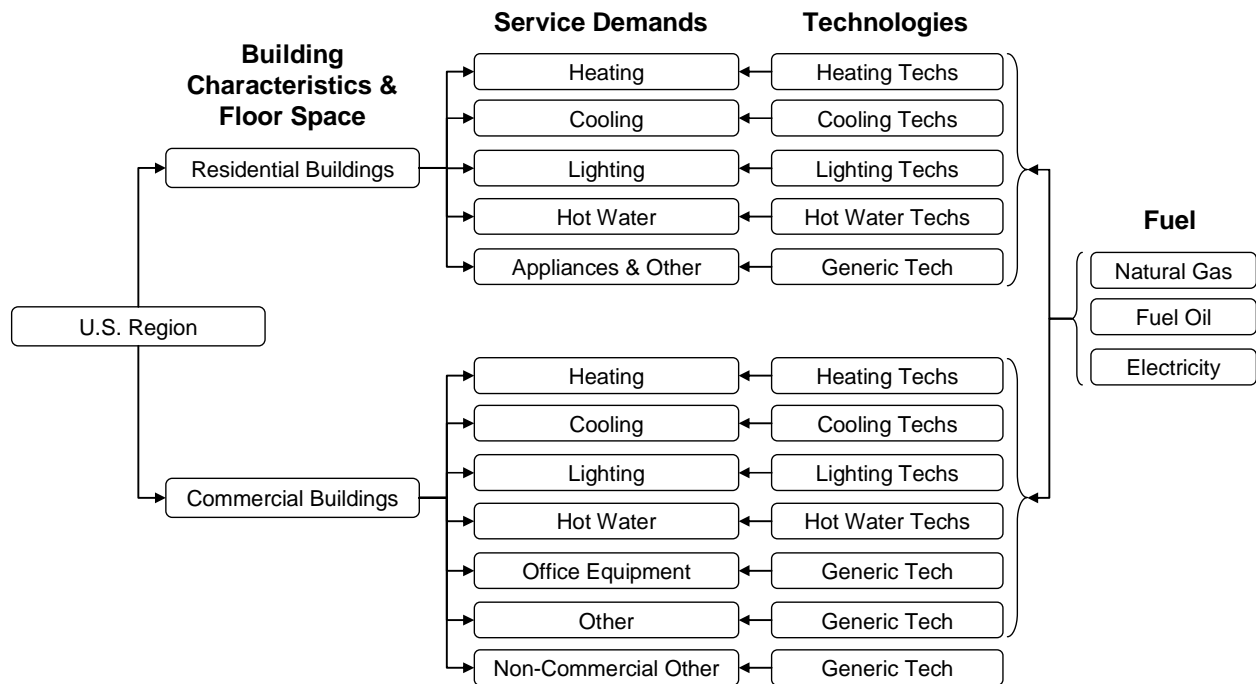 Service Demands
Technologies
Building
Characteristics &
Floor Space
Heating
Heating Techs
Cooling
Cooling Techs
Residential Buildings
Lighting
Lighting Techs
Hot Water
Hot Water Techs
Appliances & Other
Generic Tech
Fuel
Natural Gas
U.S. Region
Fuel Oil
Electricity
Heating
Heating Techs
Cooling
Cooling Techs
Lighting
Lighting Techs
Commercial Buildings
Hot Water
Hot Water Techs
Office Equipment
Generic Tech
Other
Generic Tech
Non-Commercial Other
Generic Tech